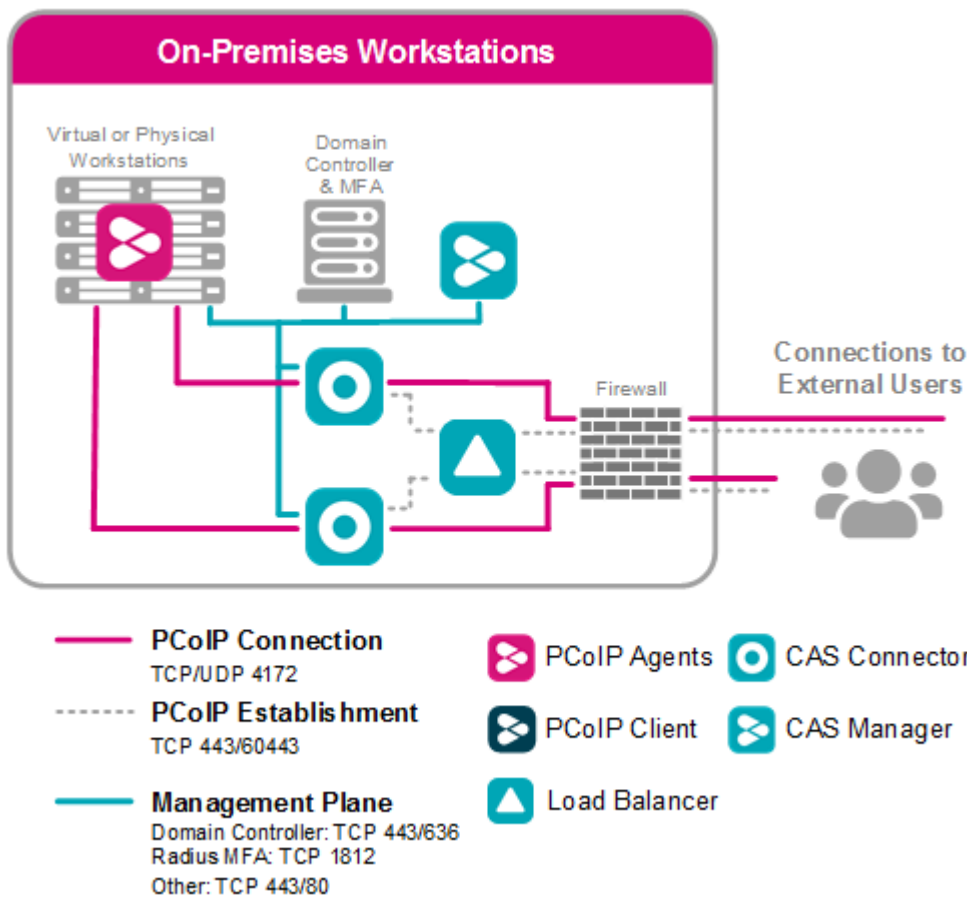 On-Premises Workstations
Virtual or Physical
Workstations
Domain
Controller
& MFA
Connections to
External Users
Firewall
PCoIP Connection
TCP/UDP 4172
PCoIP Establishment
TCP 443/60443
Management Plane
Domain Controller: TCP 443/636
Radius MFA: TCP 1812
Other: TCP 443/80
PCoIP Agents
CAS Connector
PCoIP Client
CAS Manager
Load Balancer